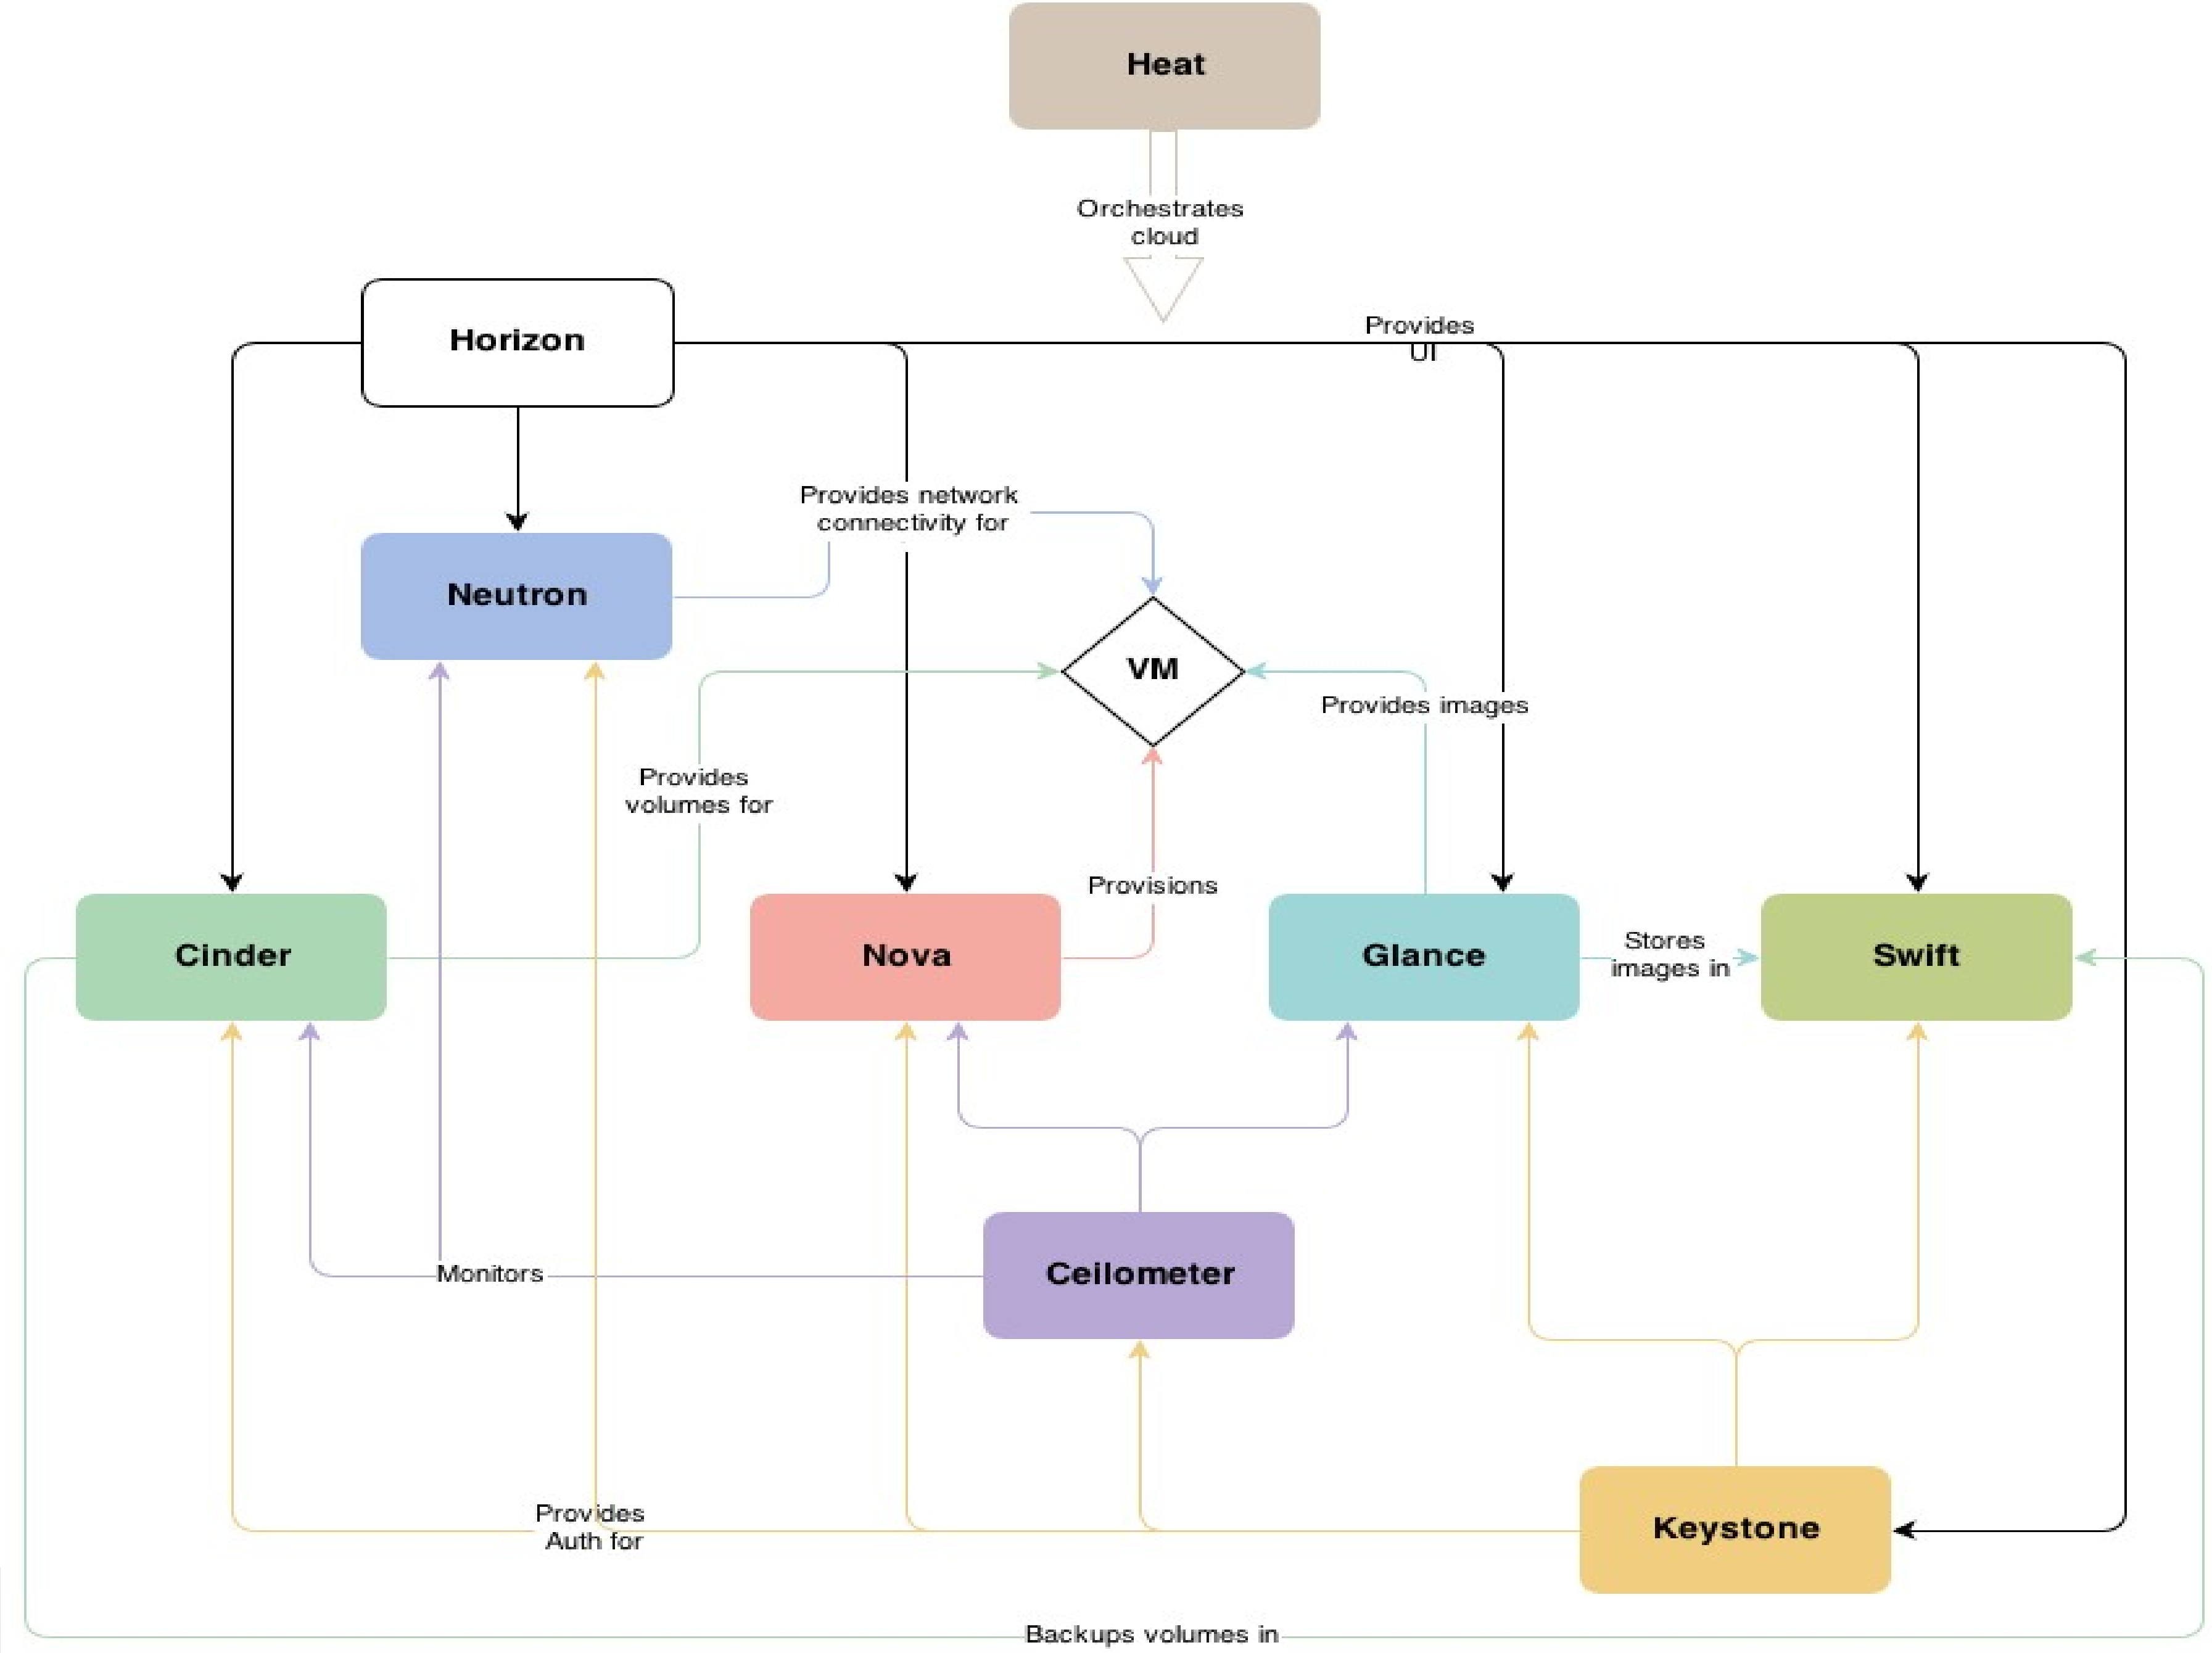 Heat
Orchestrates
cloud
Provides
UI
Horizon
Provides network
connectivity for
Neutron
VM
Provides images
Provides
volumes for
Provisions
Cinder
Nova
Glance
Stores
images in
Swift
Monitors
Ceilometer
Provides
Auth for
Keystone
Backups volumes in